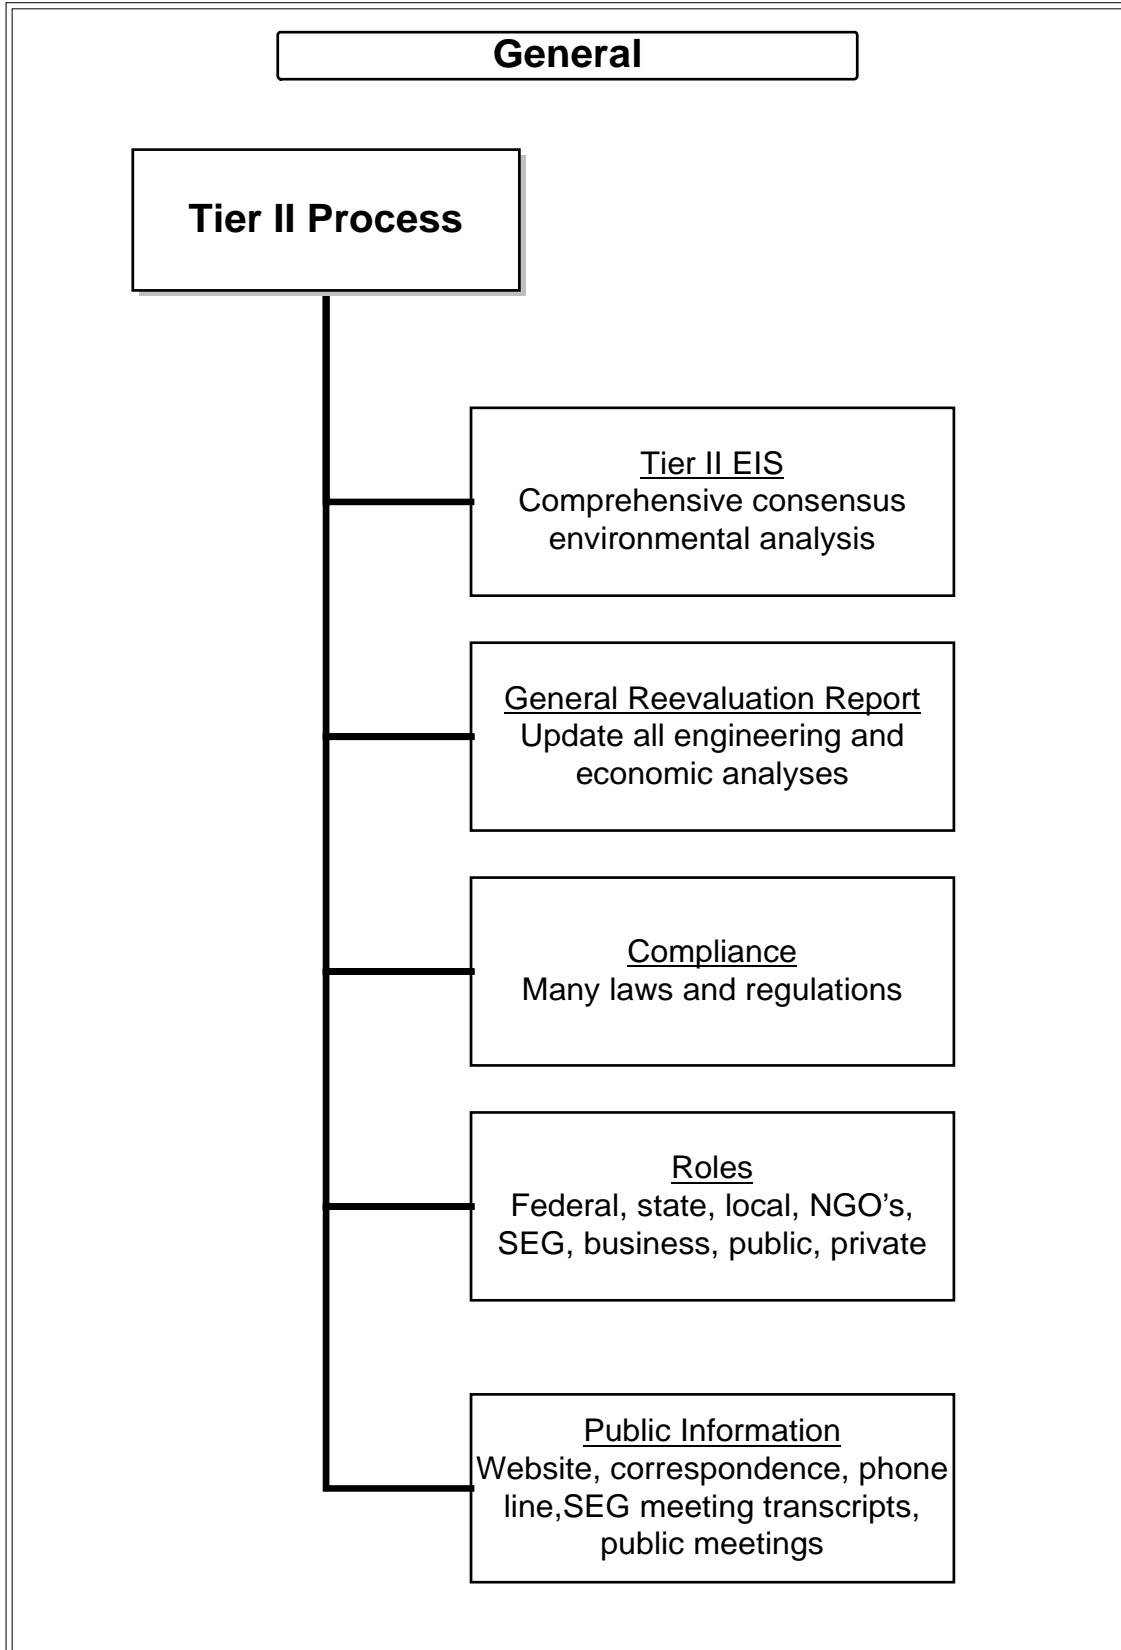 General
Tier II Process
Tier II EIS
Comprehensive consensus
environmental analysis
General Reevaluation Report
Update all engineering and
economic analyses
Compliance
Many laws and regulations
Roles
Federal, state, local, NGO’s,
SEG, business, public, private
Public Information
Website, correspondence, phone
line,SEG meeting transcripts,
public meetings